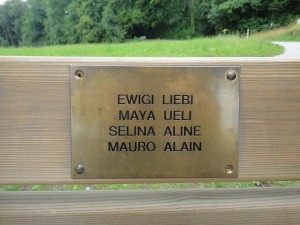 EWIGI LIEBI
MAYA UELI
SELINA ALINE
MAURO ALAIN